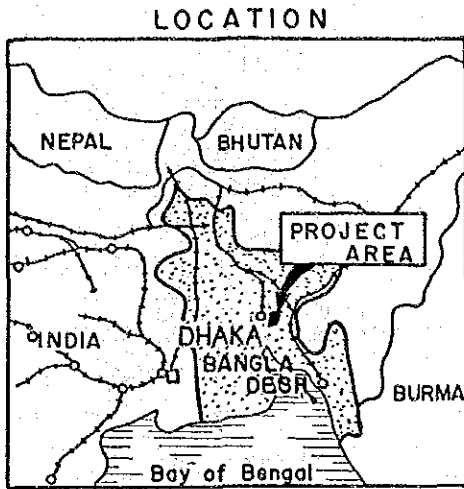 LOCATION
NEPAL
BHUTAN
PROJECT
AREA
INDIA
DHAKA
BANGLA
DESH
BURMA
Bay of Bengal